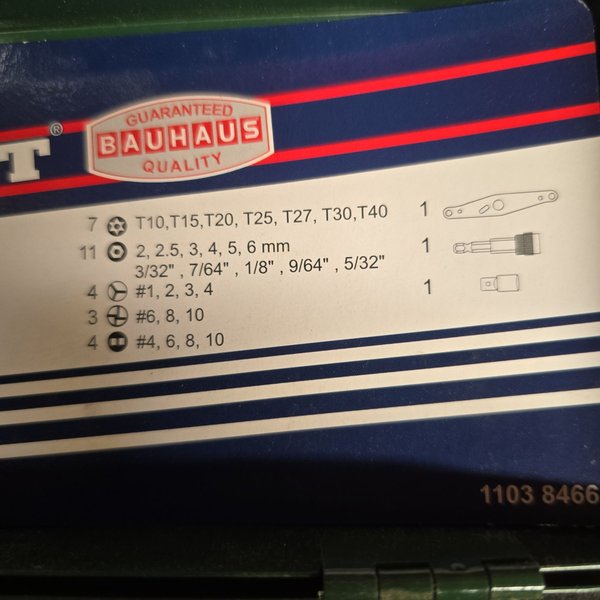 T®
GUARANTEED
BAUHAUS
QUALITY
7 T10,T15,T20, T25, T27, T30,T40 1
11 2, 2.5, 3, 4, 5, 6 mm 1
3/32" , 7/64" , 1/8" , 9/64" , 5/32"
4 #1, 2, 3, 4 1
3 #6, 8, 10
4 #4, 6, 8, 10
1103 8466